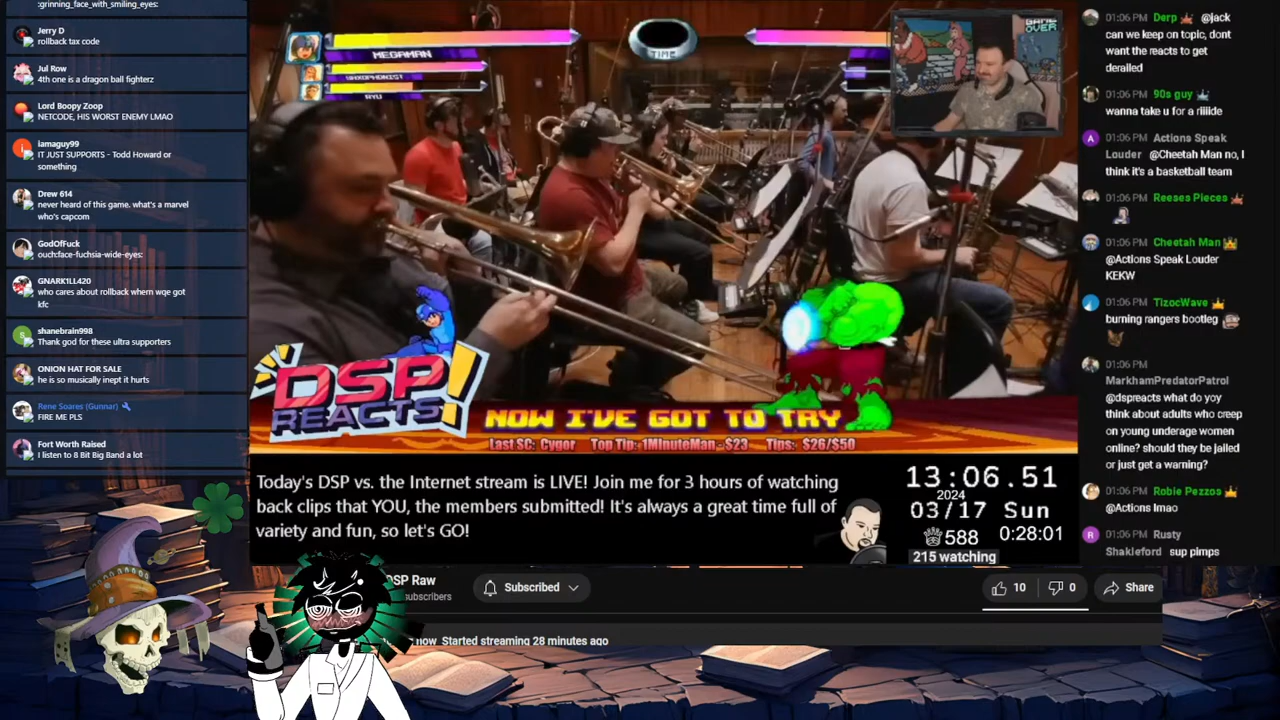 :grinning_face_with_smiling_eyes:
Jerry D
rollback tax code
Jul Row
4th one is a dragon ball fighterz
Lord Boopy Zoop
NETCODE, HIS WORST ENEMY LMAO
Iamaguy99
IT JUST SUPPORTS - Todd Howard or
something
Drew 614
never heard of this game. what's a marvel
who's capcom
GodOfFuck
ouch:face-fuchsia-wide-eyes:
GNARK1LL420
who cares about rollback whern wqe got
kfc
shanebrain998
Thank god for these ultra supporters
ONION HAT FOR SALE
he is so musically inept it hurts
Rene Soares (Gunnar)
FIRE ME PLS
Fort Worth Raised
I listen to 8 Bit Big Band a lot
MEGAMAN
SAXOPHONIST
RYU
TIME
GAME
OVER
DSP
REACTS!
NOW I'VE GOT TO TRY
Last SC: Cygor Top Tip: 1MinuteMan - $23 Tips: $26/$50
Today's DSP vs. the Internet stream is LIVE! Join me for 3 hours of watching
back clips that YOU, the members submitted! It's always a great time full of
variety and fun, so let's GO!
13:06.51
2024
03/17 Sun
588 0:28:01
215 watching
DSP Raw
subscribers
Subscribed
10
0
Share
now Started streaming 28 minutes ago
01:06 PM Derp @jack
can we keep on topic, dont
want the reacts to get
derailed
01:06 PM 90s guy
wanna take u for a riiiide
01:06 PM Actions Speak
Louder @Cheetah Man no, I
think it's a basketball team
01:06 PM Reeses Pieces
01:06 PM Cheetah Man
@Actions Speak Louder
KEKW
01:06 PM TizocWave
burning rangers bootleg
01:06 PM
MarkhamPredatorPatrol
@dspreacts what do yoy
think about adults who creep
on young underage women
online? should they be jailed
or just get a warning?
01:06 PM Robie Pezzos
@Actions lmao
01:06 PM Rusty
Shakleford sup pimps